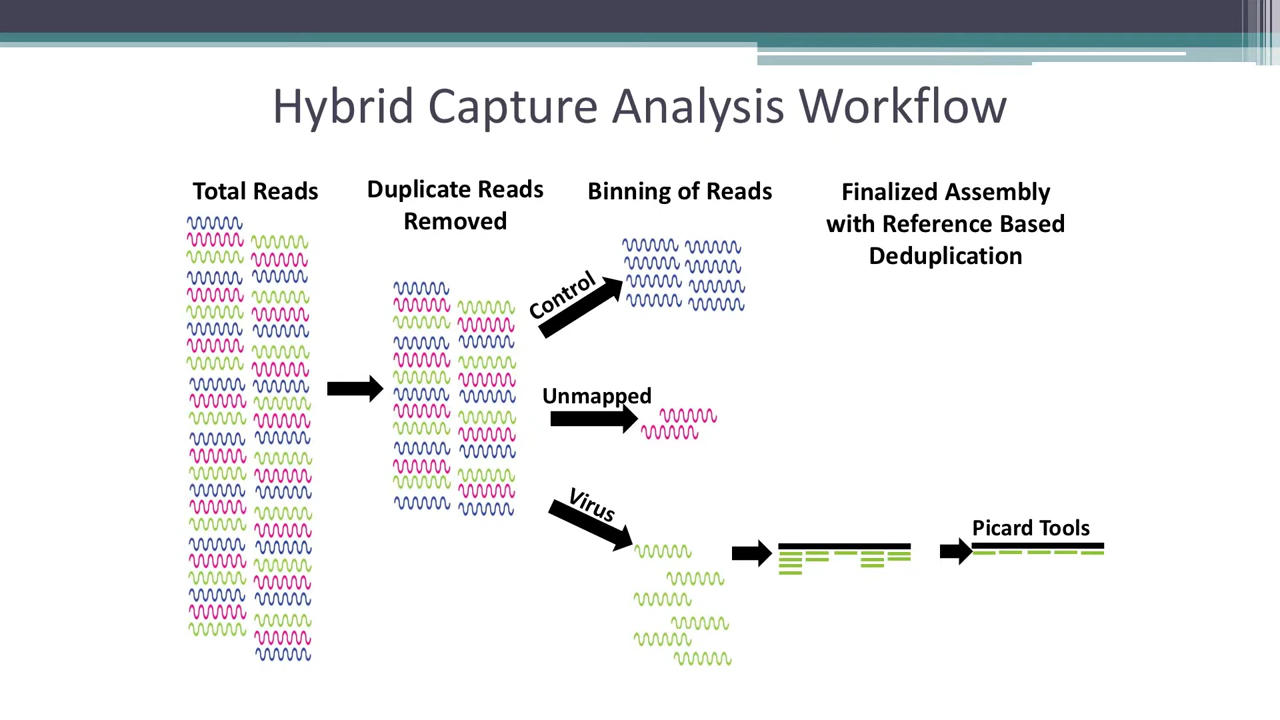 Hybrid Capture Analysis Workflow
Total Reads
Duplicate Reads
Removed
Binning of Reads
Finalized Assembly
with Reference Based
Deduplication
Control
Unmapped
Virus
Picard Tools